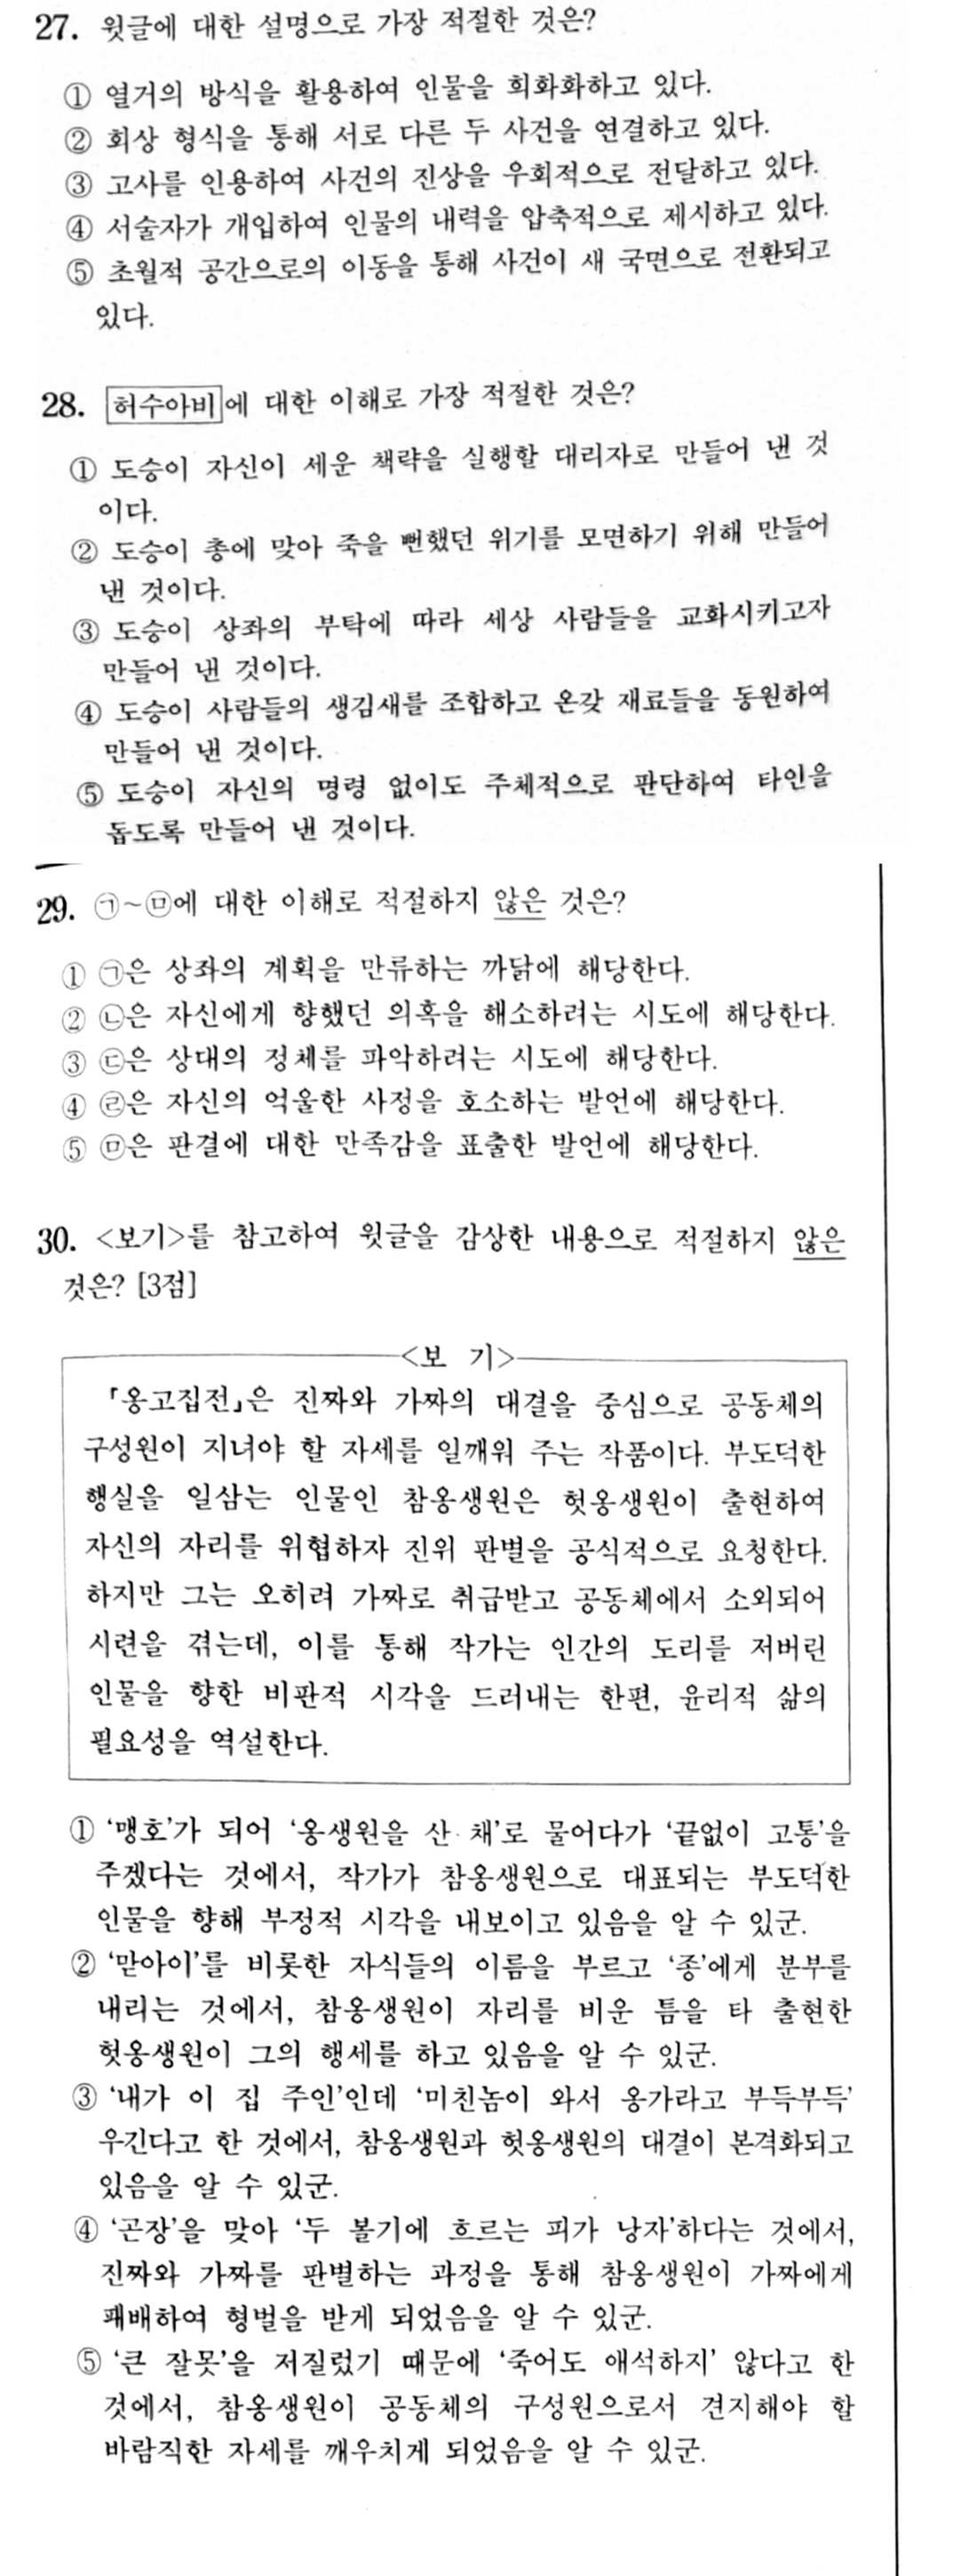 27. 윗글에 대한 설명으로 가장 적절한 것은?
① 열거의 방식을 활용하여 인물을 희화화하고 있다.
② 회상 형식을 통해 서로 다른 두 사건을 연결하고 있다.
③ 고사를 인용하여 사건의 진상을 우회적으로 전달하고 있다.
④ 서술자가 개입하여 인물의 내력을 압축적으로 제시하고 있다.
⑤ 초월적 공간으로의 이동을 통해 사건이 새 국면으로 전환되고
있다.
28. 허수아비에 대한 이해로 가장 적절한 것은?
① 도승이 자신이 세운 책략을 실행할 대리자로 만들어 낸 것
이다.
② 도승이 총에 맞아 죽을 뻔했던 위기를 모면하기 위해 만들어
낸 것이다.
③ 도승이 상좌의 부탁에 따라 세상 사람들을 교화시키고자
만들어 낸 것이다.
④ 도승이 사람들의 생김새를 조합하고 온갖 재료들을 동원하여
만들어 낸 것이다.
⑤ 도승이 자신의 명령 없이도 주체적으로 판단하여 타인을
돕도록 만들어 낸 것이다.
29. ㉠~㉤에 대한 이해로 적절하지 않은 것은?
① ㉠은 상좌의 계획을 만류하는 까닭에 해당한다.
② ㉡은 자신에게 향했던 의혹을 해소하려는 시도에 해당한다.
③ ㉢은 상대의 정체를 파악하려는 시도에 해당한다.
④ ㉣은 자신의 억울한 사정을 호소하는 발언에 해당한다.
⑤ ㉤은 판결에 대한 만족감을 표출한 발언에 해당한다.
30. <보기>를 참고하여 윗글을 감상한 내용으로 적절하지 않은
것은? [3점]
<보 기>
「옹고집전」은 진짜와 가짜의 대결을 중심으로 공동체의
구성원이 지녀야 할 자세를 일깨워 주는 작품이다. 부도덕한
행실을 일삼는 인물인 참옹생원은 헛옹생원이 출현하여
자신의 자리를 위협하자 진위 판별을 공식적으로 요청한다.
하지만 그는 오히려 가짜로 취급받고 공동체에서 소외되어
시련을 겪는데, 이를 통해 작가는 인간의 도리를 저버린
인물을 향한 비판적 시각을 드러내는 한편, 윤리적 삶의
필요성을 역설한다.
① ‘맹호’가 되어 ‘옹생원을 산 채’로 물어다가 ‘끝없이 고통’을
주겠다는 것에서, 작가가 참옹생원으로 대표되는 부도덕한
인물을 향해 부정적 시각을 내보이고 있음을 알 수 있군.
② ‘맏아이’를 비롯한 자식들의 이름을 부르고 ‘종’에게 분부를
내리는 것에서, 참옹생원이 자리를 비운 틈을 타 출현한
헛옹생원이 그의 행세를 하고 있음을 알 수 있군.
③ ‘내가 이 집 주인’인데 ‘미친놈이 와서 옹가라고 부득부득’
우긴다고 한 것에서, 참옹생원과 헛옹생원의 대결이 본격화되고
있음을 알 수 있군.
④ ‘곤장’을 맞아 ‘두 볼기에 흐르는 피가 낭자’하다는 것에서,
진짜와 가짜를 판별하는 과정을 통해 참옹생원이 가짜에게
패배하여 형벌을 받게 되었음을 알 수 있군.
⑤ ‘큰 잘못’을 저질렀기 때문에 ‘죽어도 애석하지’ 않다고 한
것에서, 참옹생원이 공동체의 구성원으로서 견지해야 할
바람직한 자세를 깨우치게 되었음을 알 수 있군.